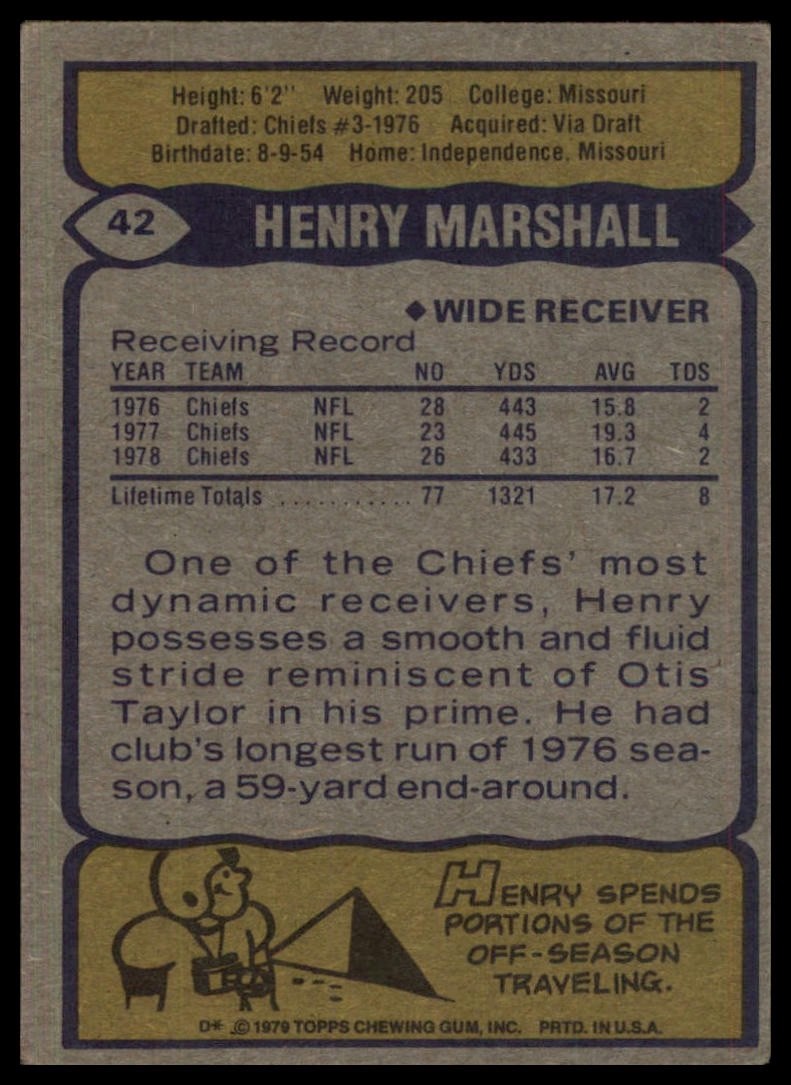 Height: 6'2" Weight: 205 College: Missouri
Drafted: Chiefs #3-1976 Acquired: Via Draft
Birthdate: 8-9-54 Home: Independence, Missouri
42 HENRY MARSHALL
◆ WIDE RECEIVER
Receiving Record
YEAR TEAM NO YDS AVG TDS
1976 Chiefs NFL 28 443 15.8 2
1977 Chiefs NFL 23 445 19.3 4
1978 Chiefs NFL 26 433 16.7 2
Lifetime Totals ........... 77 1321 17.2 8
One of the Chiefs' most
dynamic receivers, Henry
possesses a smooth and fluid
stride reminiscent of Otis
Taylor in his prime. He had
club's longest run of 1976 sea-
son, a 59-yard end-around.
HENRY SPENDS
PORTIONS OF THE
OFF-SEASON
TRAVELING.
D* © 1979 TOPPS CHEWING GUM, INC. PRTD. IN U.S.A.